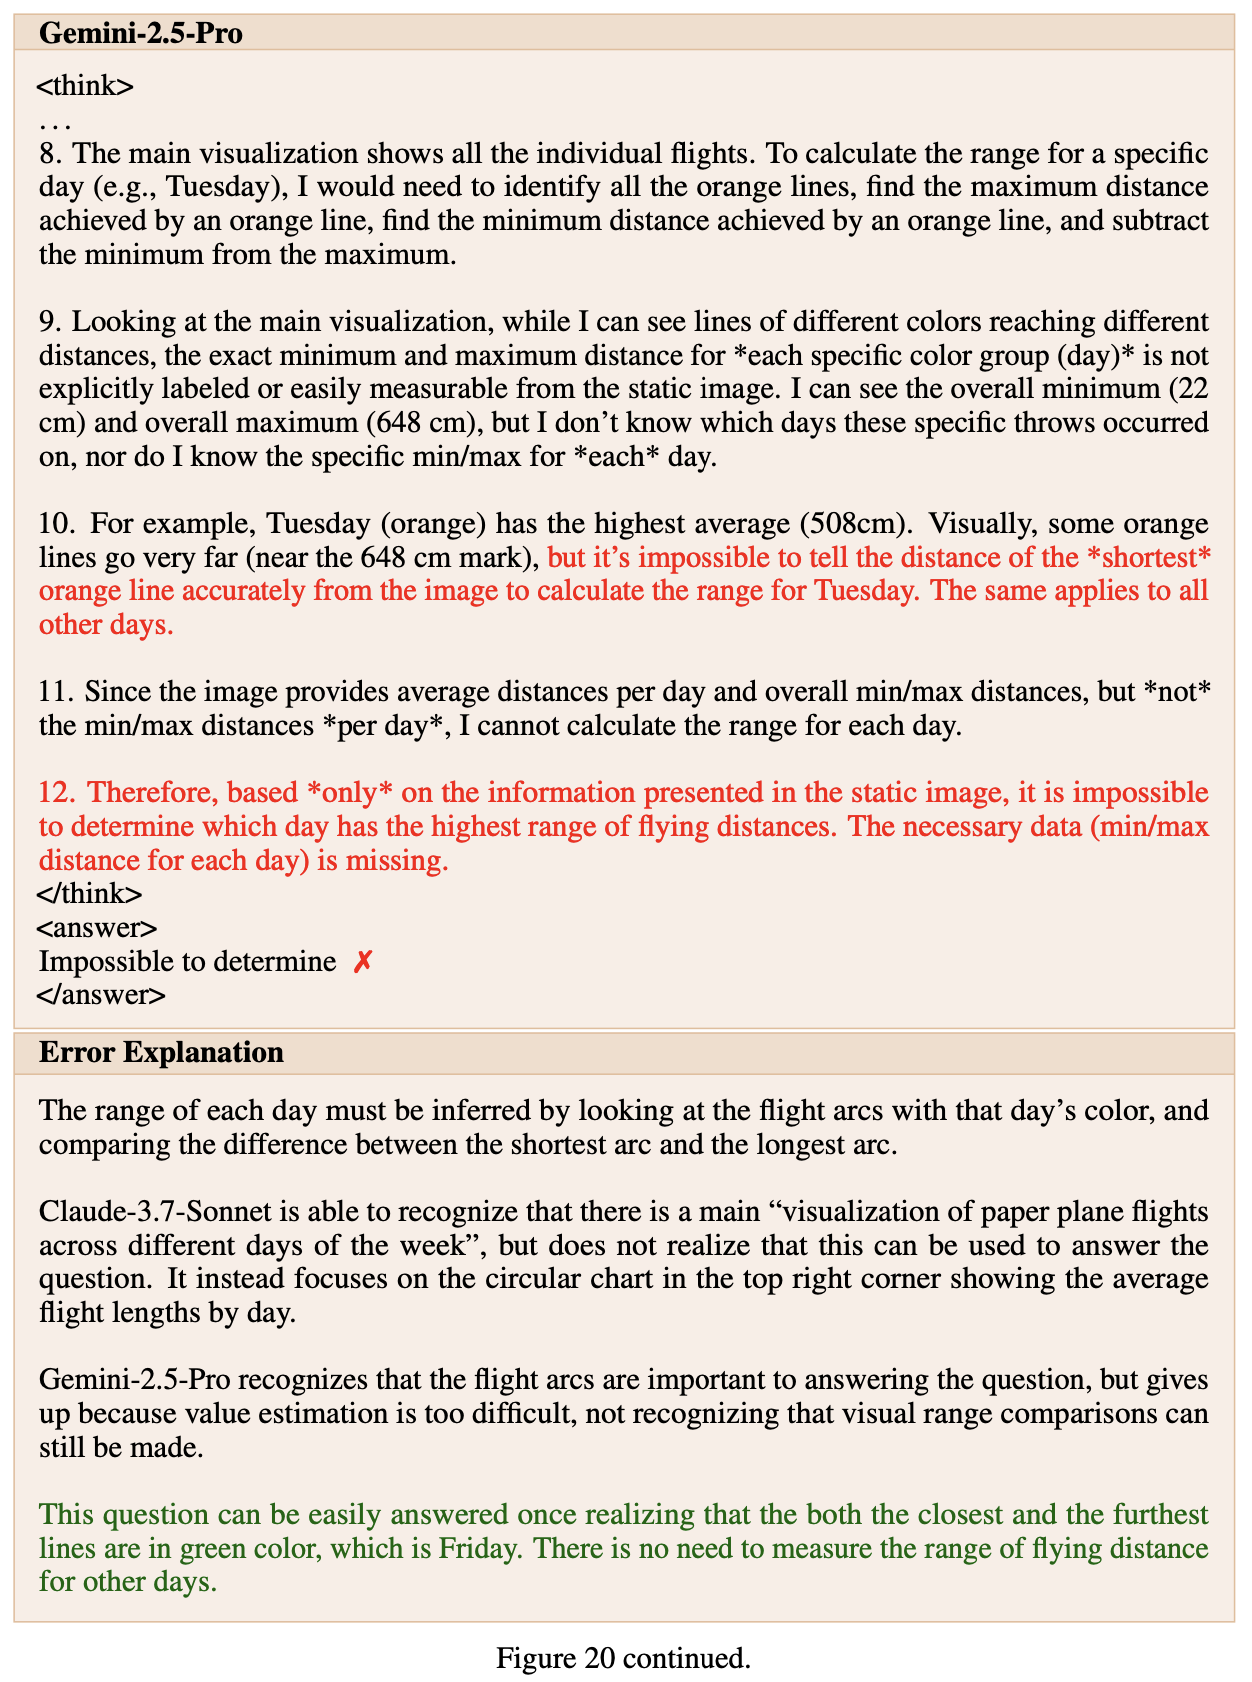 Gemini-2.5-Pro
<think>
...
8. The main visualization shows all the individual flights. To calculate the range for a specific
day (e.g., Tuesday), I would need to identify all the orange lines, find the maximum distance
achieved by an orange line, find the minimum distance achieved by an orange line, and subtract
the minimum from the maximum.
9. Looking at the main visualization, while I can see lines of different colors reaching different
distances, the exact minimum and maximum distance for *each specific color group (day)* is not
explicitly labeled or easily measurable from the static image. I can see the overall minimum (22
cm) and overall maximum (648 cm), but I don’t know which days these specific throws occurred
on, nor do I know the specific min/max for *each* day.
10. For example, Tuesday (orange) has the highest average (508cm). Visually, some orange
lines go very far (near the 648 cm mark), but it’s impossible to tell the distance of the *shortest*
orange line accurately from the image to calculate the range for Tuesday. The same applies to all
other days.
11. Since the image provides average distances per day and overall min/max distances, but *not*
the min/max distances *per day*, I cannot calculate the range for each day.
12. Therefore, based *only* on the information presented in the static image, it is impossible
to determine which day has the highest range of flying distances. The necessary data (min/max
distance for each day) is missing.
</think>
<answer>
Impossible to determine ✗
</answer>
Error Explanation
The range of each day must be inferred by looking at the flight arcs with that day’s color, and
comparing the difference between the shortest arc and the longest arc.
Claude-3.7-Sonnet is able to recognize that there is a main “visualization of paper plane flights
across different days of the week”, but does not realize that this can be used to answer the
question. It instead focuses on the circular chart in the top right corner showing the average
flight lengths by day.
Gemini-2.5-Pro recognizes that the flight arcs are important to answering the question, but gives
up because value estimation is too difficult, not recognizing that visual range comparisons can
still be made.
This question can be easily answered once realizing that the both the closest and the furthest
lines are in green color, which is Friday. There is no need to measure the range of flying distance
for other days.
Figure 20 continued.